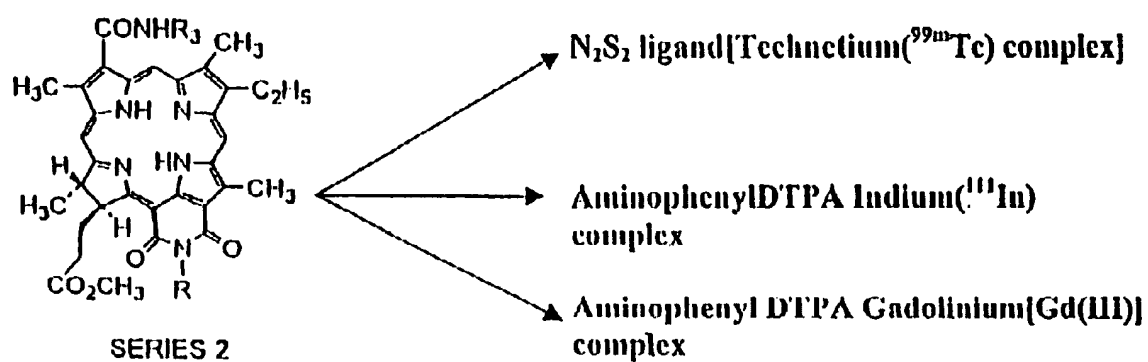 CONHR3
CH3
H3C
C2H5
NH
N
N
HN
H
H3C
H
CH3
O
N
O
CO2CH3
R
SERIES 2
N2S2 ligand[Technetium(99mTc) complex]
AminophenylDTPA Indium(111In)
complex
Aminophenyl DTPA Gadolinium[Gd(III)]
complex